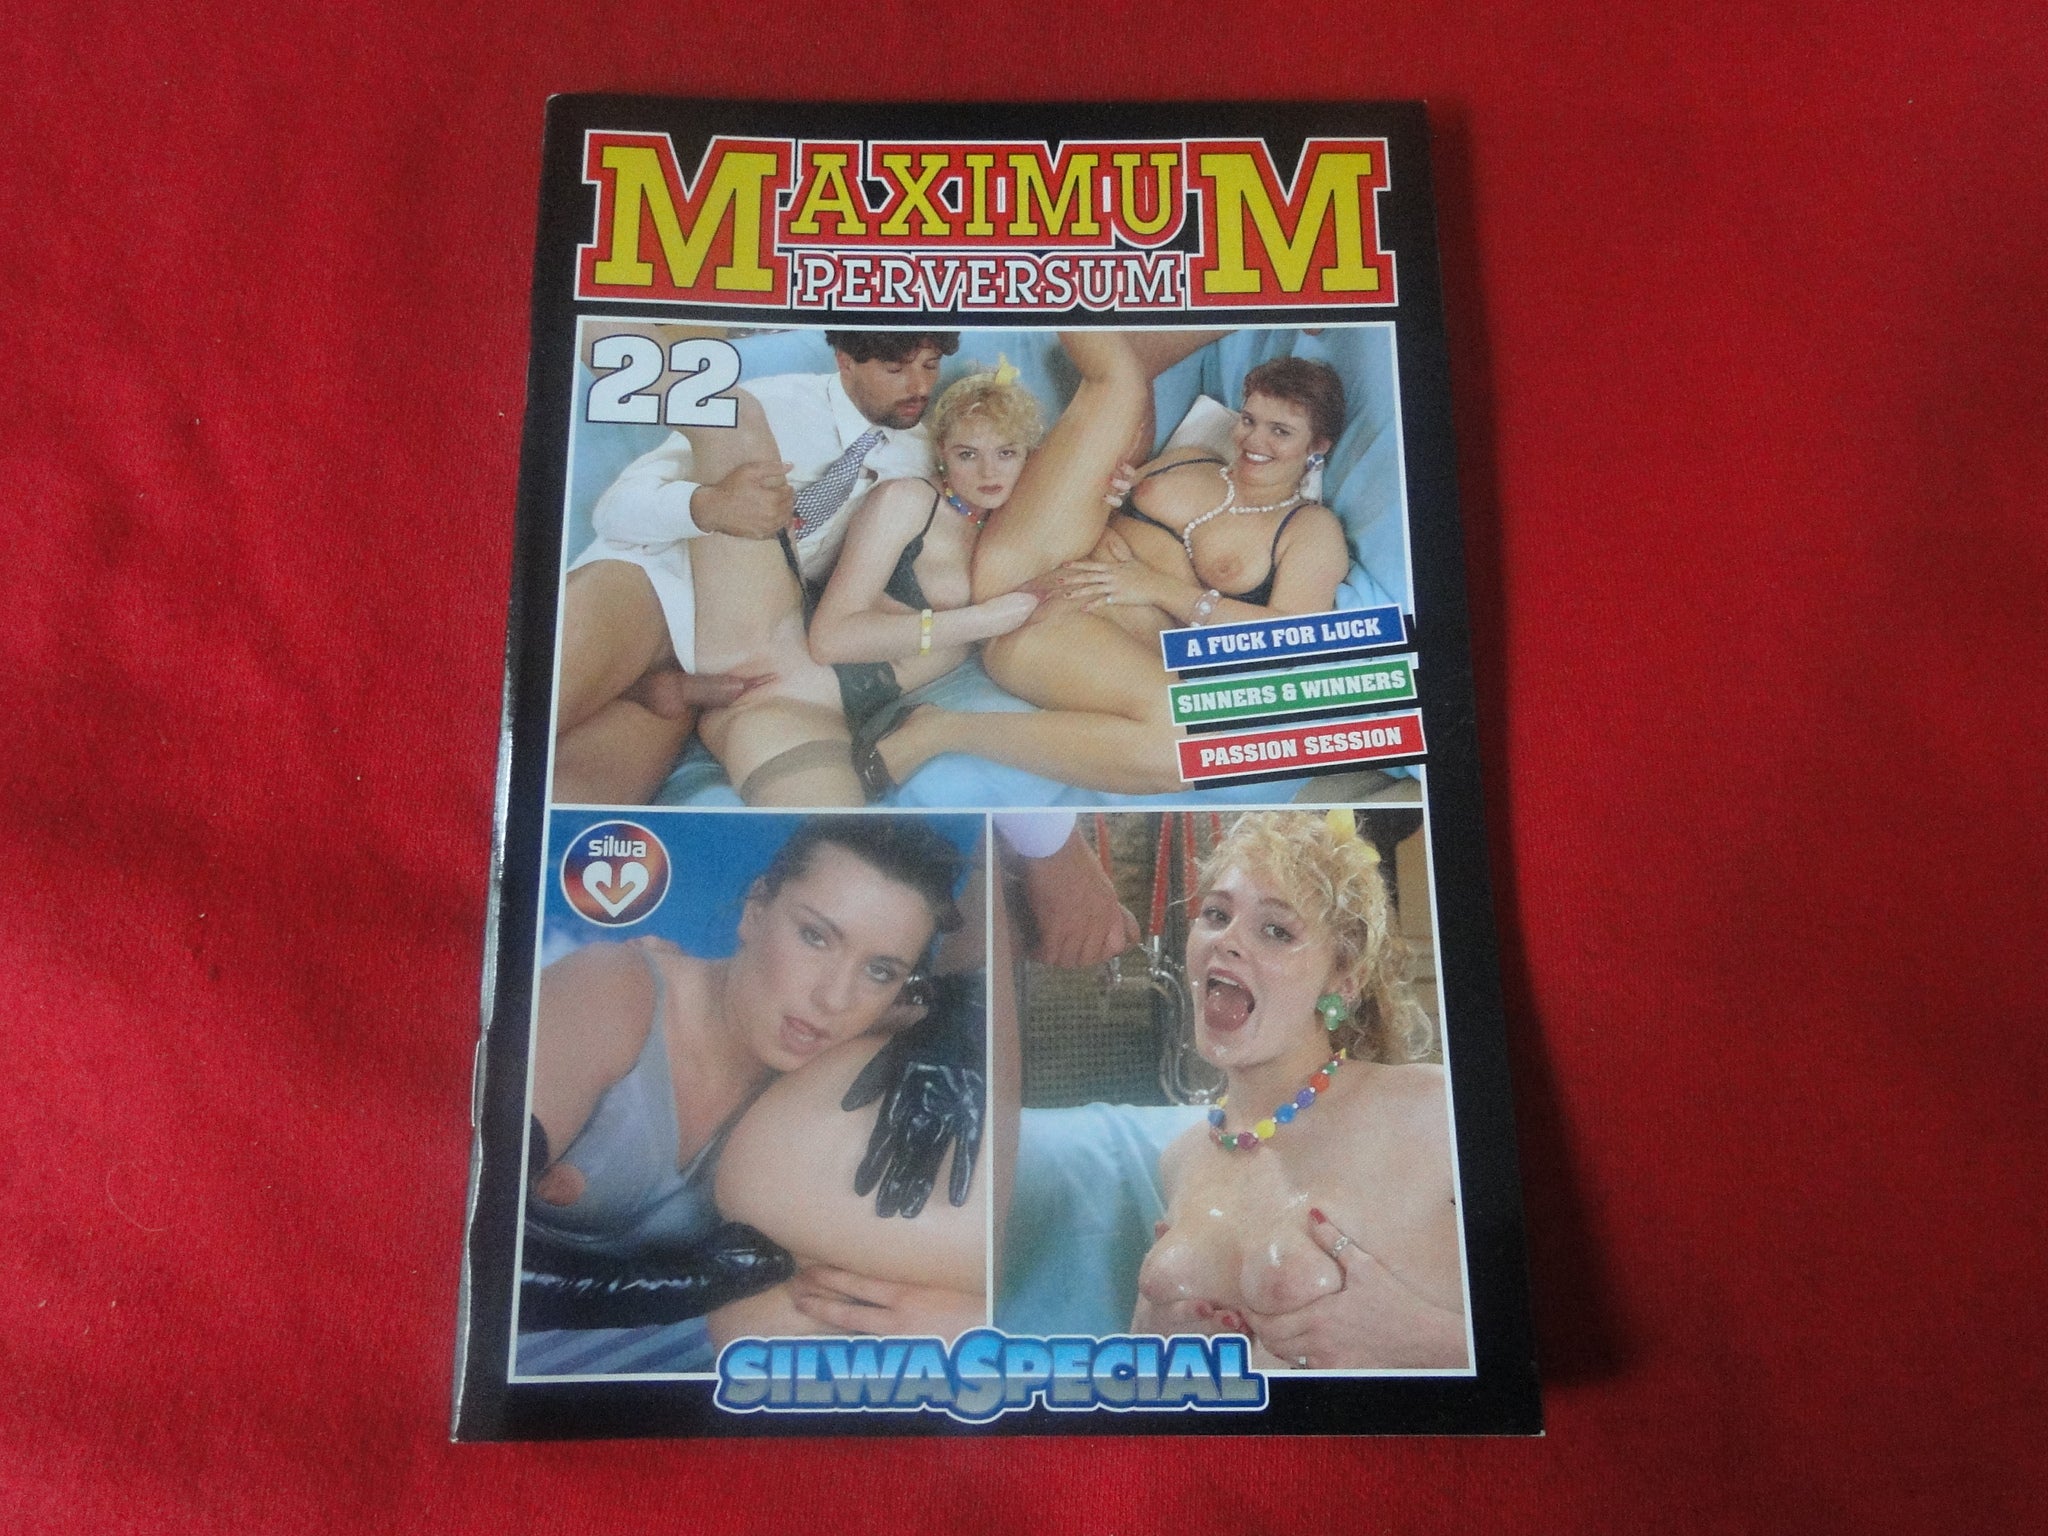 MAXIMUM
PERVERSUM
22
A FUCK FOR LUCK
SINNERS & WINNERS
PASSION SESSION
silwa
SILWASPECIAL